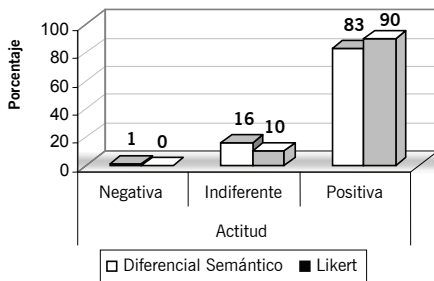 Porcentaje
100
80
60
40
20
0
1 0
16 10
83 90
Negativa Indiferente Positiva
Actitud
Diferencial Semántico Likert